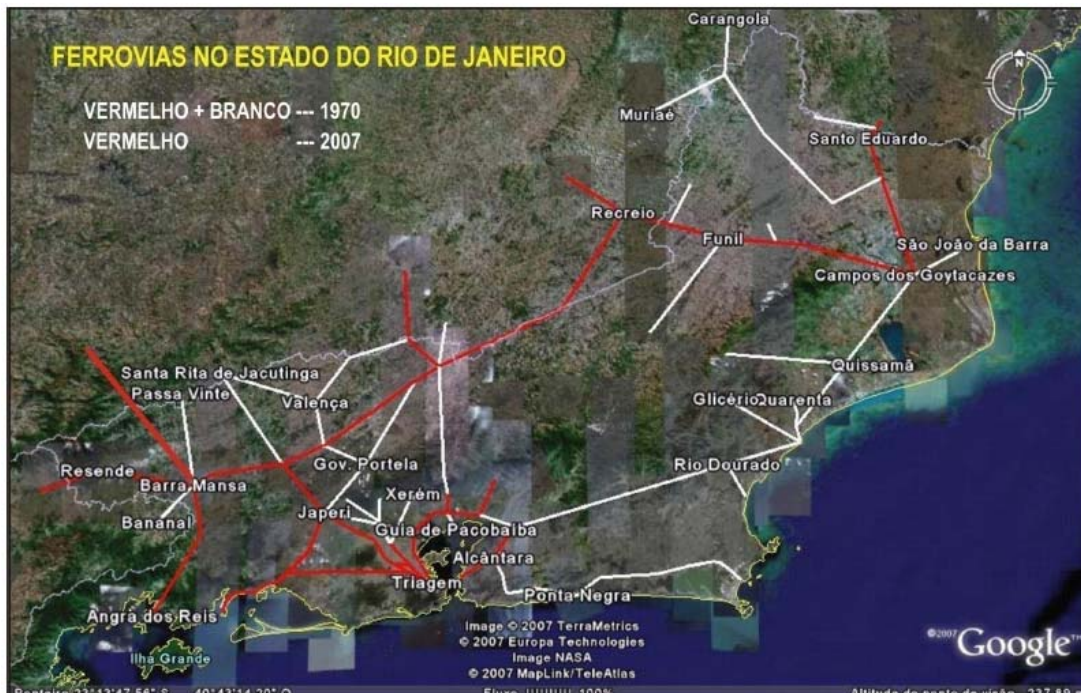 Carangola
FERROVIAS NO ESTADO DO RIO DE JANEIRO
N
VERMELHO + BRANCO --- 1970
Muriaé
VERMELHO --- 2007
Santo Eduardo
Recreio
Funil
São João da Barra
Campos dos Goytacazes
Santa Rita de Jacutinga
Quissamã
Passa Vinte
Valença
Glicério
Quarenta
Resende
Gov. Portela
Rio Dourado
Barra Mansa
Xerém
Bananal
Japeri
Guia de Pacobaíba
Alcântara
Triagem
Ponta Negra
Angra dos Reis
Image © 2007 TerraMetrics
© 2007 Europa Technologies
Image NASA
© 2007 MapLink/TeleAtlas
©2007 Google™
Ilha Grande